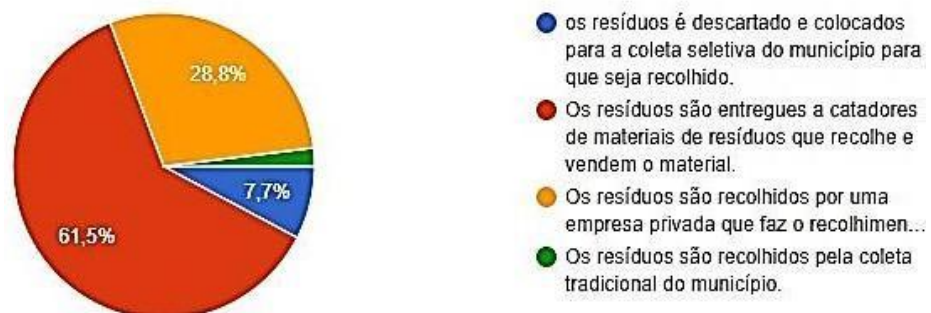 28,8%
7,7%
61,5%
os resíduos é descartado e colocados
para a coleta seletiva do município para
que seja recolhido.
Os resíduos são entregues a catadores
de materiais de resíduos que recolhe e
vendem o material.
Os resíduos são recolhidos por uma
empresa privada que faz o recolhimen...
Os resíduos são recolhidos pela coleta
tradicional do município.